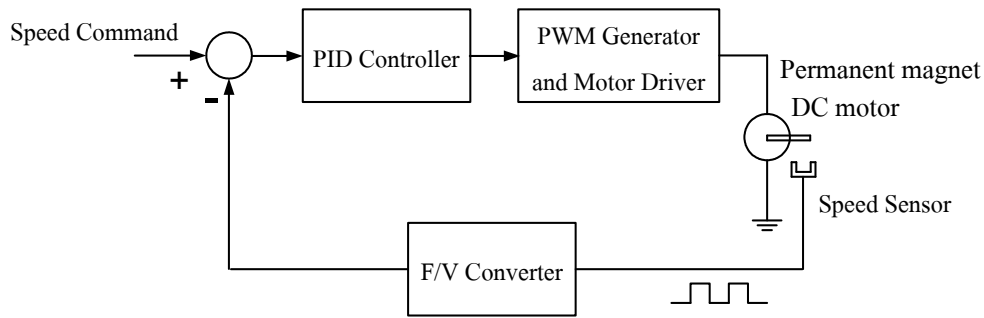 Speed Command
+
-
PID Controller
PWM Generator
and Motor Driver
Permanent magnet
DC motor
Speed Sensor
F/V Converter